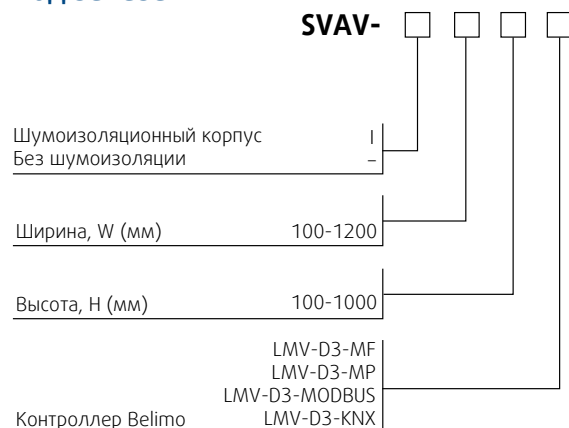 SVAV-
Шумоизоляционный корпус I
Без шумоизоляции –
Ширина, W (мм) 100-1200
Высота, H (мм) 100-1000
LMV-D3-MF
LMV-D3-MP
LMV-D3-MODBUS
Контроллер Belimo LMV-D3-KNX